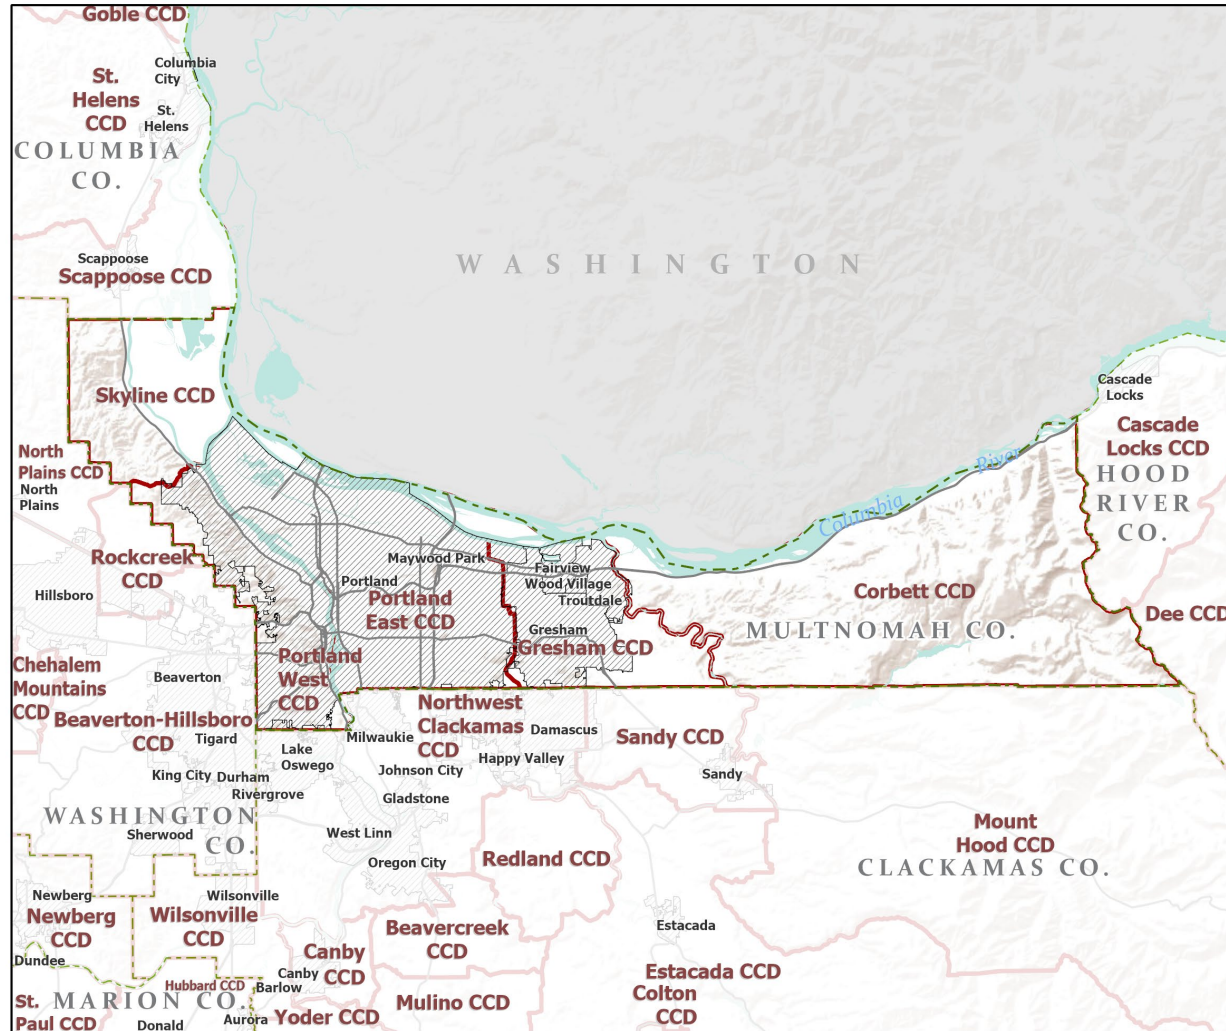 Goble CCD
Columbia
City
St.
Helens
CCD
St.
Helens
COLUMBIA
CO.
WASHINGTON
Scappoose
Scappoose CCD
Skyline CCD
Cascade
Locks
Cascade
Locks CCD
HOOD
RIVER
CO.
North
Plains CCD
North
Plains
Columbia
River
Rockcreek
CCD
Hillsboro
Maywood Park
Portland
Portland
East CCD
Fairview
Wood Village
Troutdale
Gresham
Gresham CCD
Corbett CCD
MULTNOMAH CO.
Dee CCD
Chehalem
Mountains
CCD
Beaverton
Portland
West
CCD
Beaverton-Hillsboro
CCD
Tigard
Northwest
Clackamas
CCD
Milwaukie
Damascus
Sandy CCD
Lake
Oswego
King City
Durham
Rivergrove
Johnson City
Happy Valley
Sandy
Gladstone
WASHINGTON
CO.
Sherwood
West Linn
Oregon City
Redland CCD
Mount
Hood CCD
CLACKAMAS CO.
Newberg
Newberg
CCD
Wilsonville
Wilsonville
CCD
Beavercreek
CCD
Estacada
Dundee
Canby
CCD
Canby
Barlow
Hubbard CCD
Estacada CCD
Colton
CCD
St.
Paul CCD
MARION CO.
Donald
Aurora
Yoder CCD
Mulino CCD